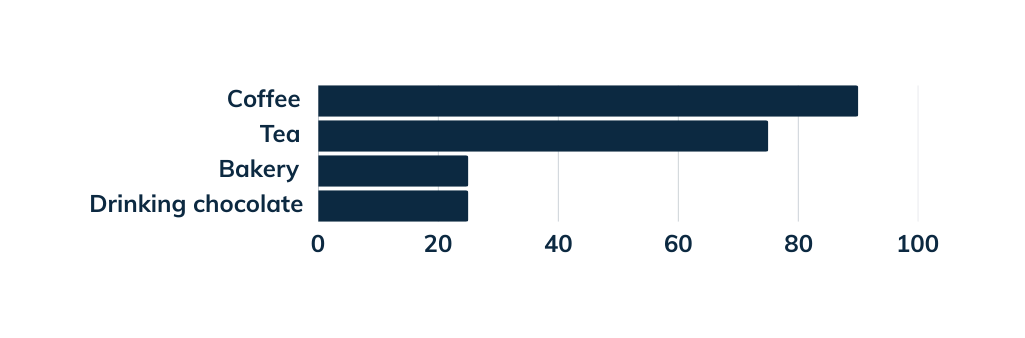 Coffee
Tea
Bakery
Drinking chocolate
0 20 40 60 80 100